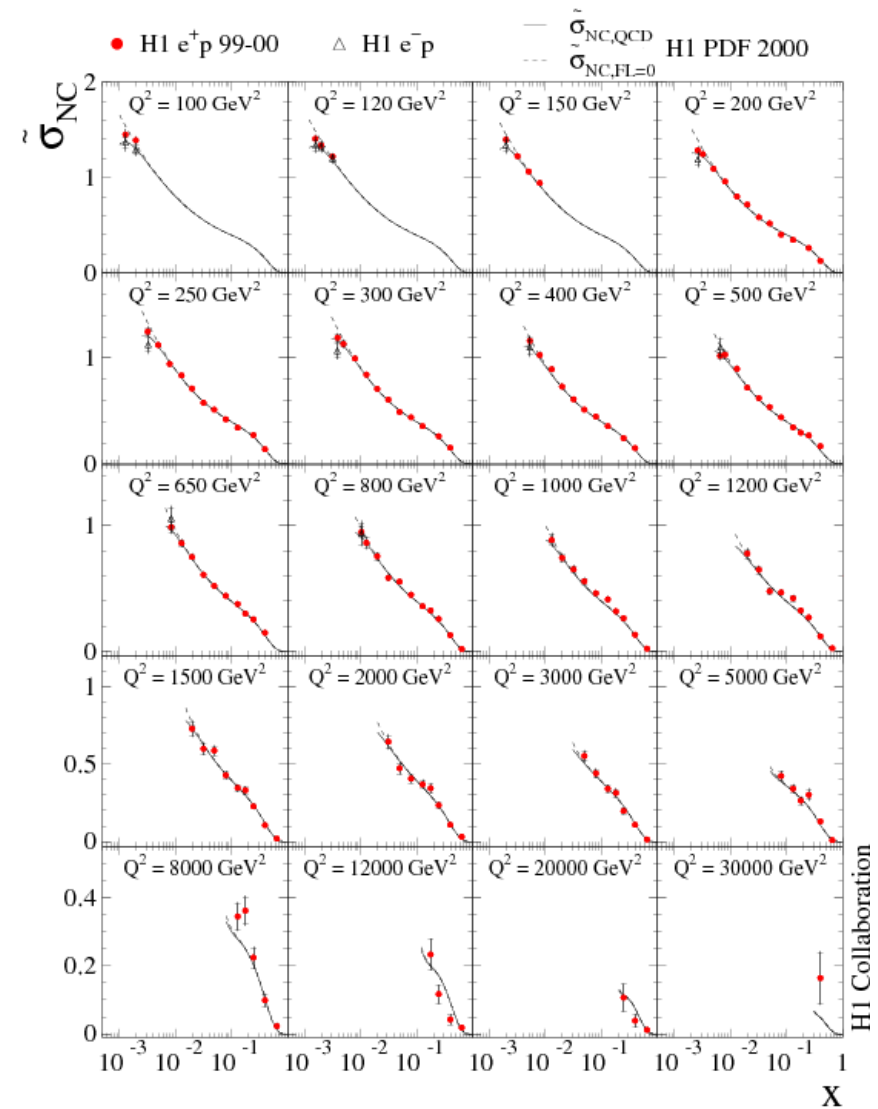 H1 e⁺p 99-00
H1 e⁻p
σ̃NC,QCD
σ̃NC,FL=0
H1 PDF 2000
σ̃NC
2
1
0
Q² = 100 GeV²
Q² = 120 GeV²
Q² = 150 GeV²
Q² = 200 GeV²
1
0
Q² = 250 GeV²
Q² = 300 GeV²
Q² = 400 GeV²
Q² = 500 GeV²
1
0
Q² = 650 GeV²
Q² = 800 GeV²
Q² = 1000 GeV²
Q² = 1200 GeV²
1
0.5
0
Q² = 1500 GeV²
Q² = 2000 GeV²
Q² = 3000 GeV²
Q² = 5000 GeV²
0.4
0.2
0
Q² = 8000 GeV²
Q² = 12000 GeV²
Q² = 20000 GeV²
Q² = 30000 GeV²
10⁻³ 10⁻² 10⁻¹ 10⁻³ 10⁻² 10⁻¹ 10⁻³ 10⁻² 10⁻¹ 10⁻³ 10⁻² 10⁻¹ 1
x
H1 Collaboration